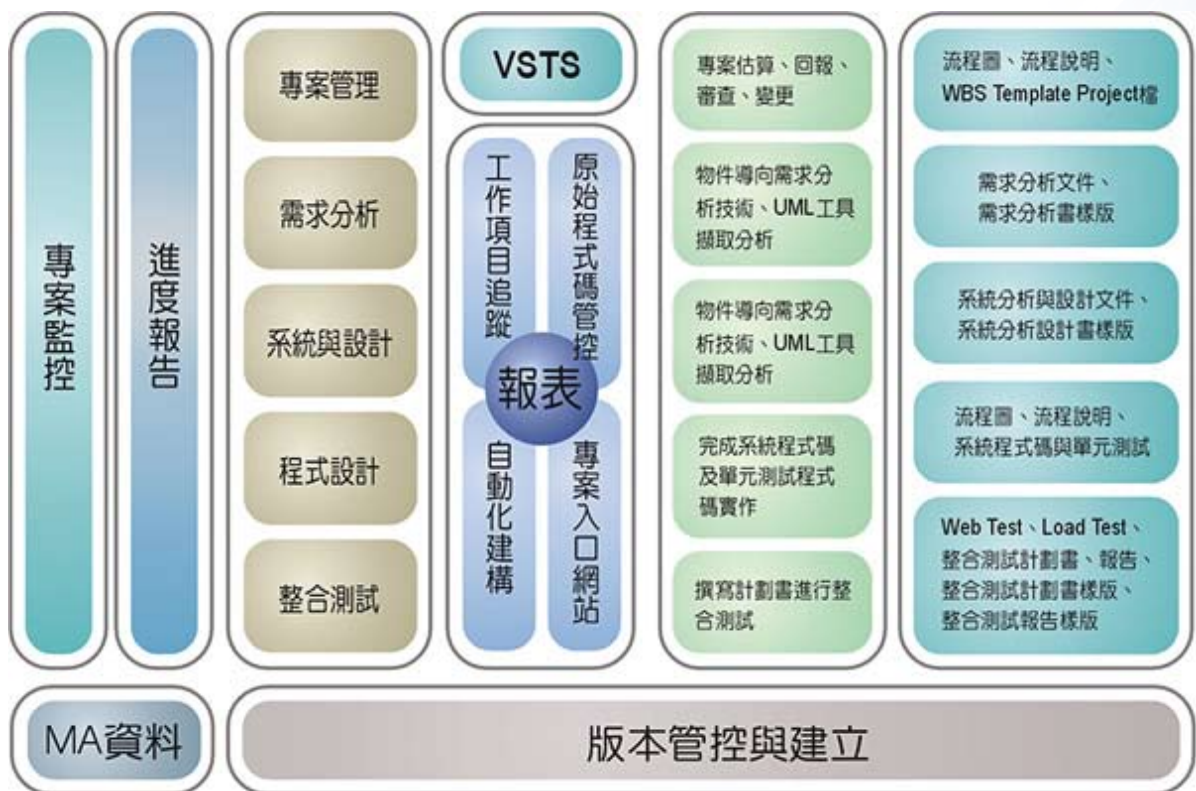 專案監控
進度報告
專案管理
需求分析
系統與設計
程式設計
整合測試
VSTS
工作項目追蹤
原始程式碼管控
報表
自動化建構
專案入口網站
專案估算、回報、
審查、變更
物件導向需求分
析技術、UML工具
擷取分析
物件導向需求分
析技術、UML工具
擷取分析
完成系統程式碼
及單元測試程式
碼實作
撰寫計劃書進行整
合測試
流程圖、流程說明、
WBS Template Project檔
需求分析文件、
需求分析書樣版
系統分析與設計文件、
系統分析設計書樣版
流程圖、流程說明、
系統程式碼與單元測試
Web Test、Load Test、
整合測試計劃書、報告、
整合測試計劃書樣版、
整合測試報告樣版
MA資料
版本管控與建立